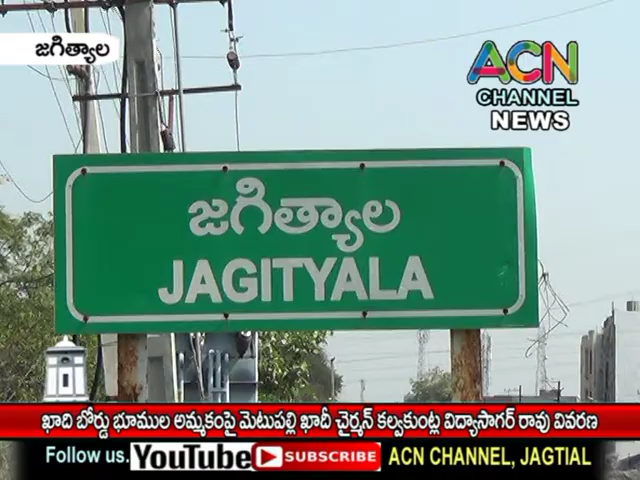 జగిత్యాల
ACN
CHANNEL
NEWS
జగిత్యాల
JAGITYALA
ఖాది బోర్డు భూముల అమ్మకంపై మెటుపల్లి ఖాదీ చైర్మన్ కల్వకుంట్ల విద్యాసాగర్ రావు వివరణ
Follow us. YouTube SUBSCRIBE ACN CHANNEL, JAGTIAL